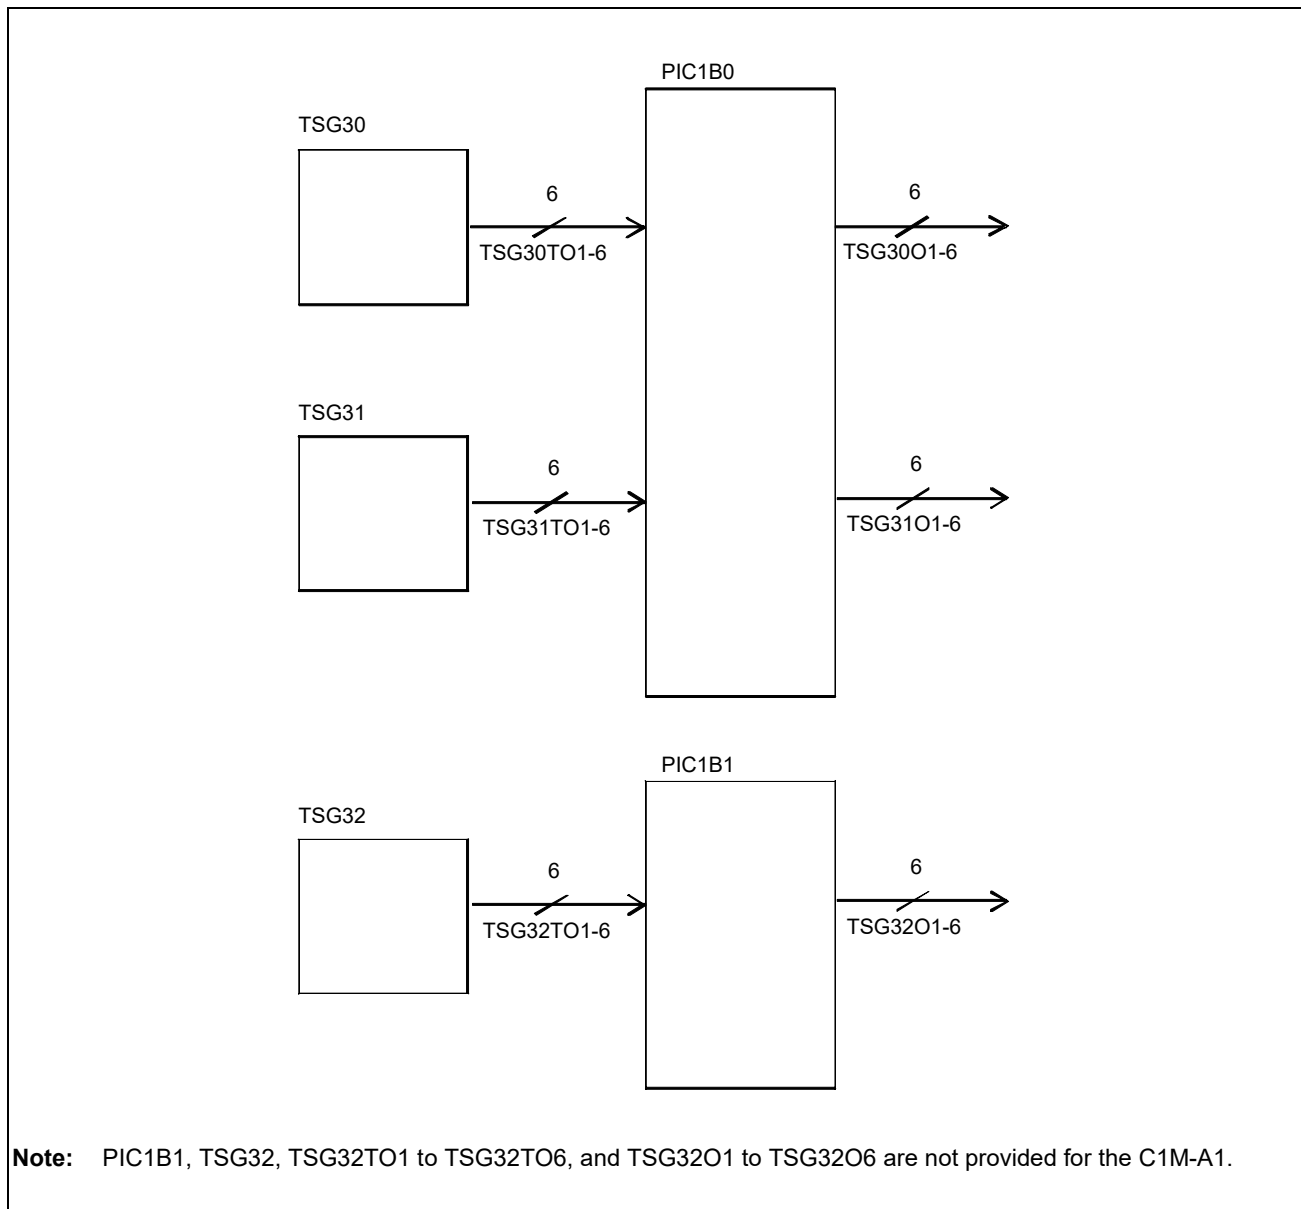 PIC1B0
TSG30
6
6
TSG30TO1-6
TSG30O1-6
TSG31
6
6
TSG31TO1-6
TSG31O1-6
PIC1B1
TSG32
6
6
TSG32TO1-6
TSG32O1-6
Note: PIC1B1, TSG32, TSG32TO1 to TSG32TO6, and TSG32O1 to TSG32O6 are not provided for the C1M-A1.